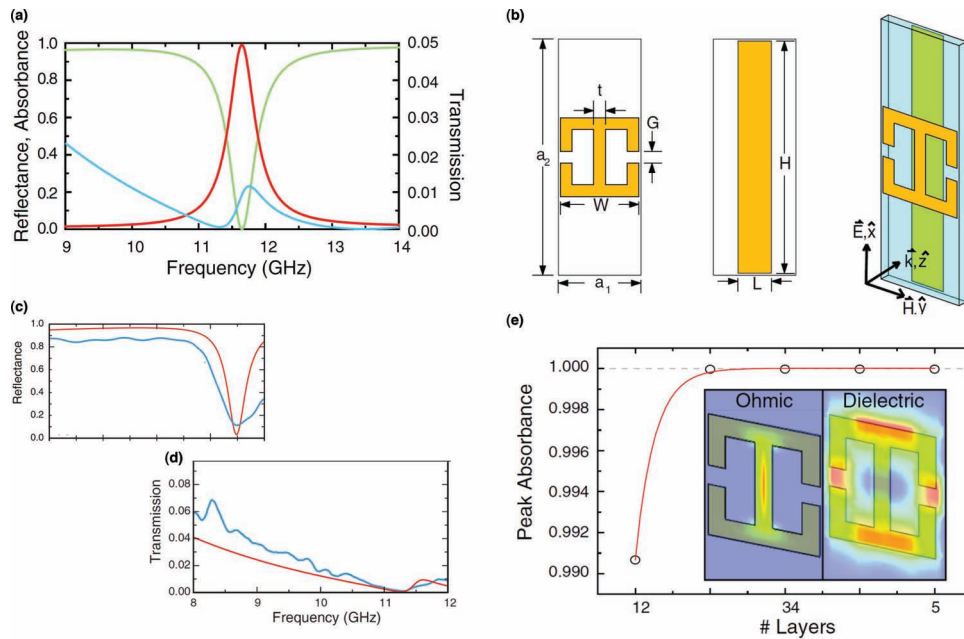 (a)
1.0
0.8
0.6
0.4
0.2
0.0
Reflectance, Absorbance
0.05
0.04
0.03
0.02
0.01
0.00
Transmission
9 10 11 12 13 14
Frequency (GHz)
(b)
a2
t
G
W
a1
H
L
E,x̂
k,ẑ
H,ŷ
(c)
1.0
0.8
0.6
0.4
0.2
0.0
Reflectance
(d)
0.08
0.06
0.04
0.02
0.00
Transmission
8 9 10 11 12
Frequency (GHz)
(e)
1.000
0.998
0.996
0.994
0.992
0.990
Peak Absorbance
Ohmic Dielectric
12 34 5
# Layers